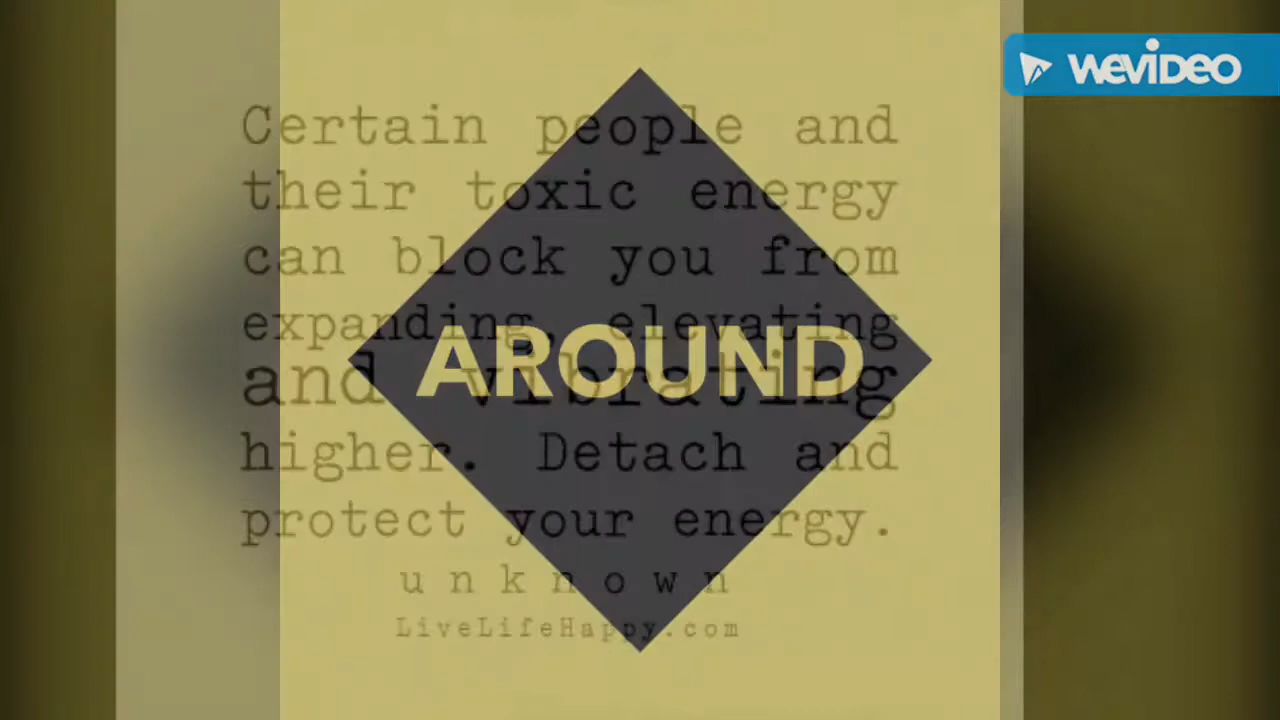 WEVIDEO
Certain people and
their toxic energy
can block you from
expanding, elevating
AROUND
and vibrating
higher. Detach and
protect your energy.
unknown
LiveLifeHappy.com